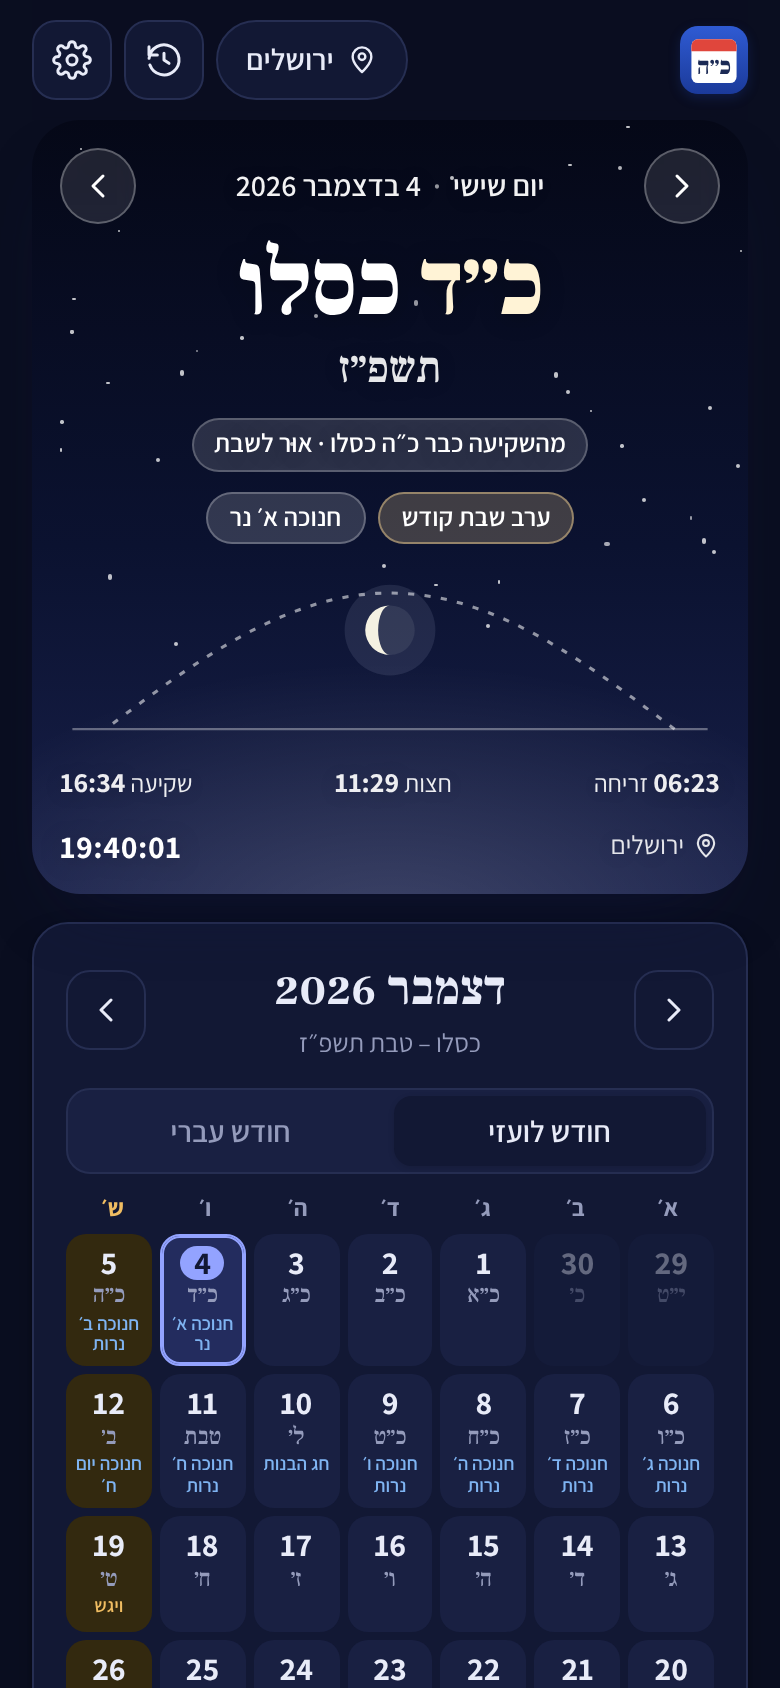 ירושלים
כ״ה
יום שישי · 4 בדצמבר 2026
כ״ד כסלו
תשפ״ז
מהשקיעה כבר כ״ה כסלו · אור לשבת
ערב שבת קודש
חנוכה א׳ נר
06:23 זריחה
חצות 11:29
שקיעה 16:34
ירושלים
19:40:01
דצמבר 2026
כסלו – טבת תשפ״ז
חודש לועזי
חודש עברי
א׳ ב׳ ג׳ ד׳ ה׳ ו׳ ש׳
29 30 1 2 3 4 5
י״ט כ׳ כ״א כ״ב כ״ג כ״ד כ״ה
חנוכה א׳ נר
חנוכה ב׳ נרות
6 7 8 9 10 11 12
כ״ו כ״ז כ״ח כ״ט ל׳ טבת ב׳
חנוכה ג׳ נרות
חנוכה ד׳ נרות
חנוכה ה׳ נרות
חנוכה ו׳ נרות
חג הבנות
חנוכה ח׳ נרות
חנוכה יום ח׳
13 14 15 16 17 18 19
ג׳ ד׳ ה׳ ו׳ ז׳ ח׳ ט׳
ויגש
20 21 22 23 24 25 26